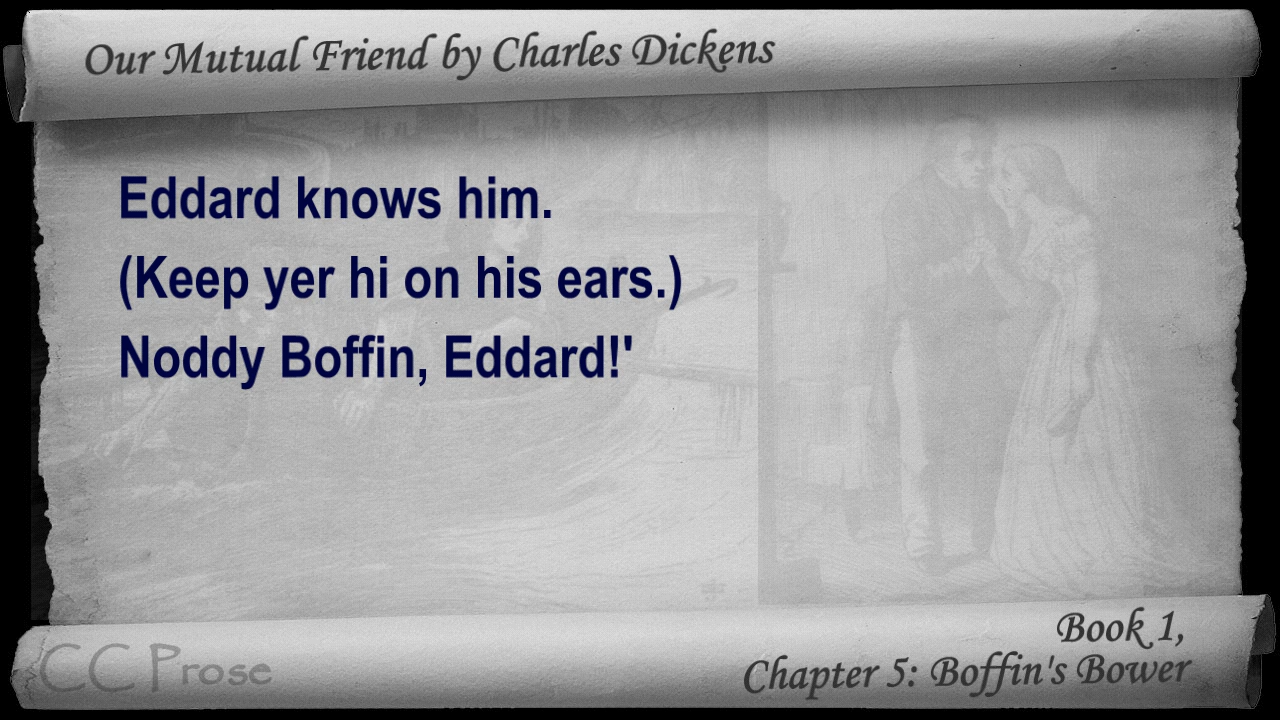 Our Mutual Friend by Charles Dickens
Eddard knows him.
(Keep yer hi on his ears.)
Noddy Boffin, Eddard!'
CC Prose
Book 1,
Chapter 5: Boffin's Bower